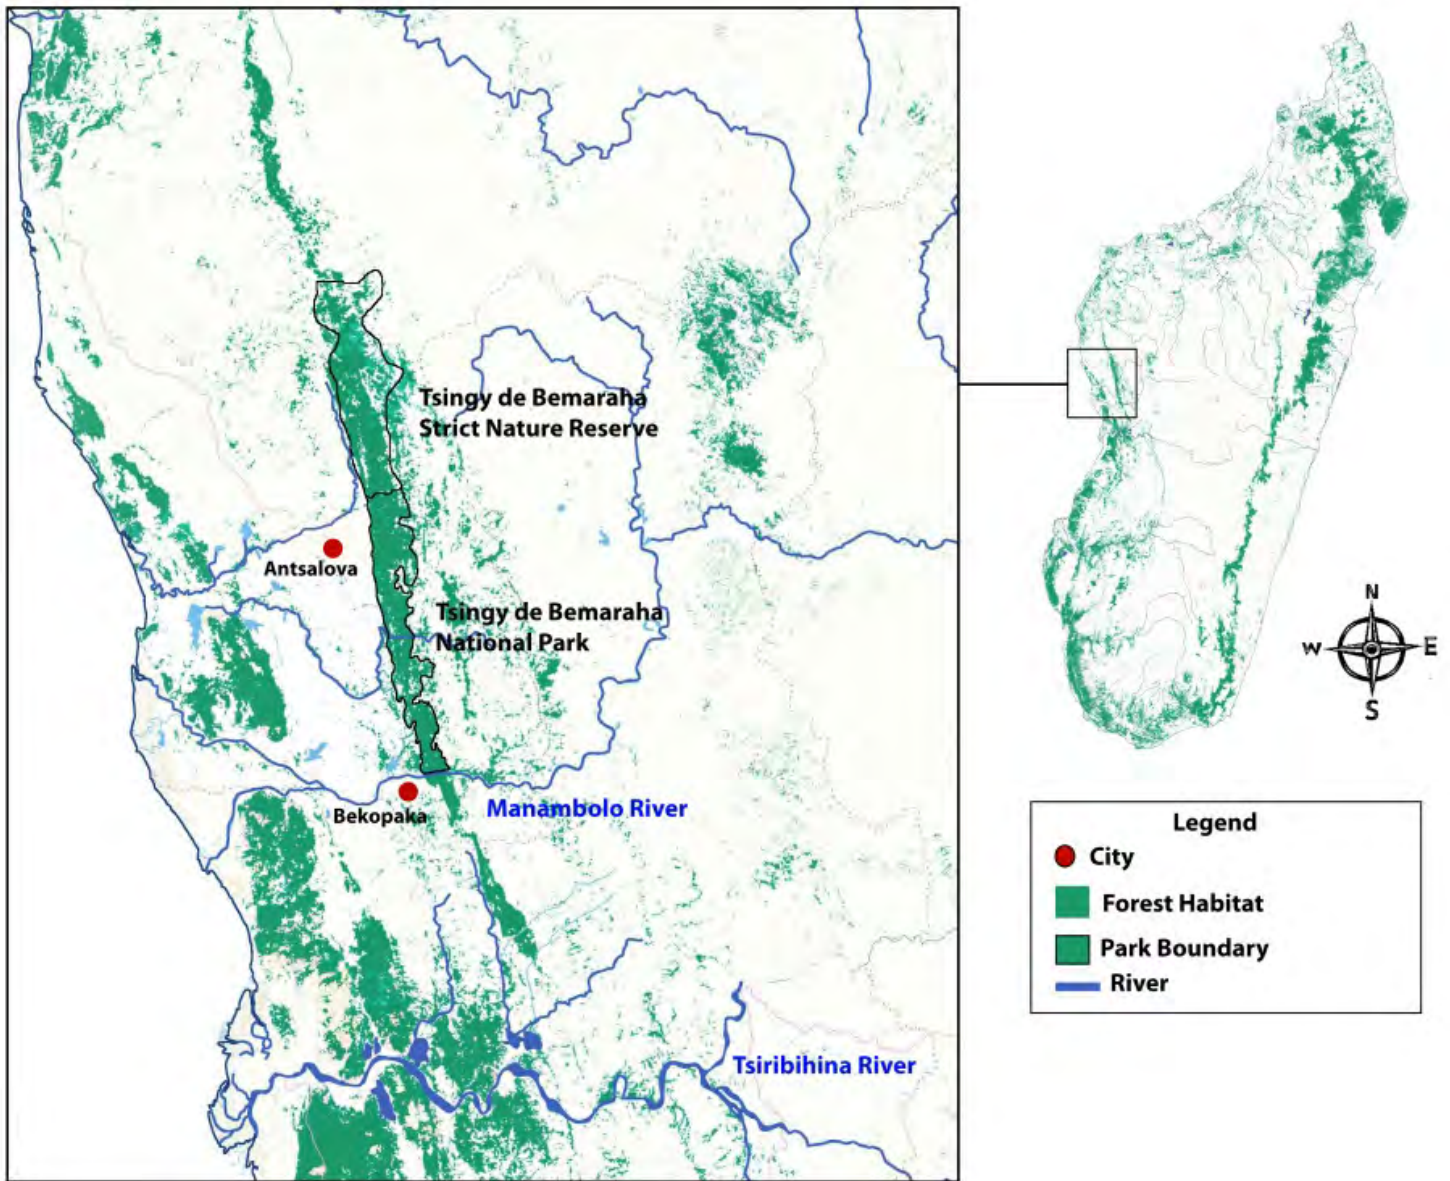 Tsingy de Bemaraha
Strict Nature Reserve
Antsalova
Tsingy de Bemaraha
National Park
Bekopaka
Manambolo River
Tsiribihina River
N
W
E
S
Legend
City
Forest Habitat
Park Boundary
River